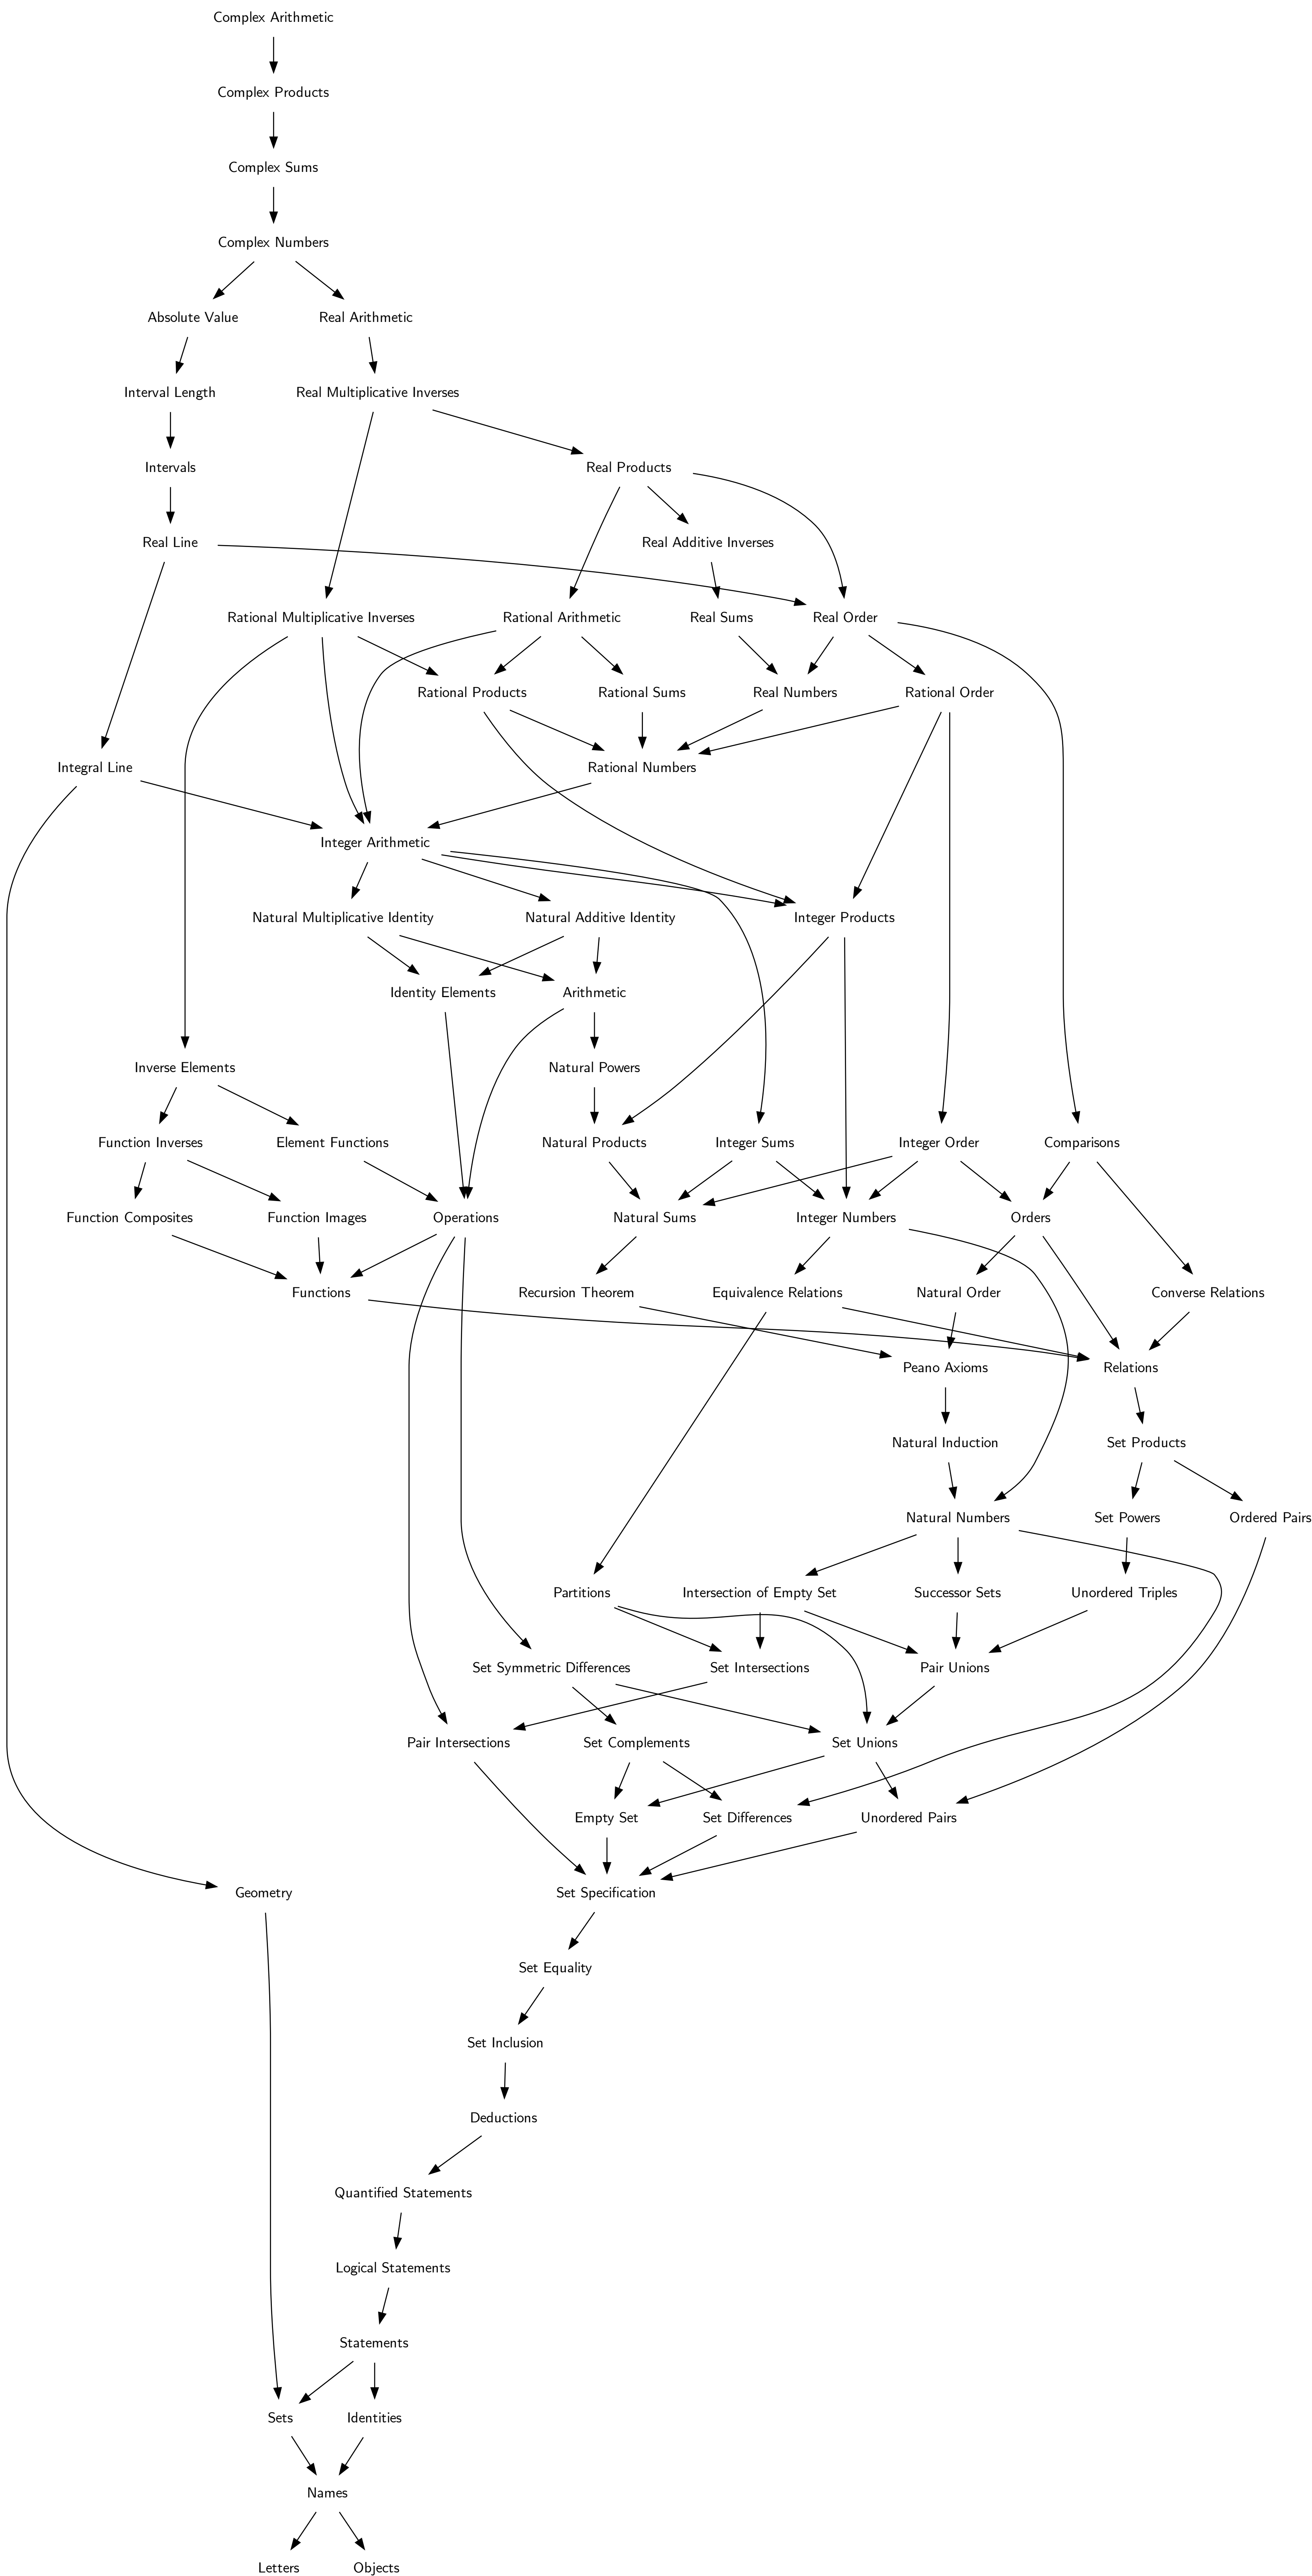 Complex Arithmetic
Complex Products
Complex Sums
Complex Numbers
Absolute Value
Real Arithmetic
Interval Length
Real Multiplicative Inverses
Intervals
Real Products
Real Line
Real Additive Inverses
Rational Multiplicative Inverses
Rational Arithmetic
Real Sums
Real Order
Rational Products
Rational Sums
Real Numbers
Rational Order
Integral Line
Rational Numbers
Integer Arithmetic
Natural Multiplicative Identity
Natural Additive Identity
Integer Products
Identity Elements
Arithmetic
Inverse Elements
Natural Powers
Function Inverses
Element Functions
Natural Products
Integer Sums
Integer Order
Comparisons
Function Composites
Function Images
Operations
Natural Sums
Integer Numbers
Orders
Functions
Recursion Theorem
Equivalence Relations
Natural Order
Converse Relations
Peano Axioms
Relations
Natural Induction
Set Products
Natural Numbers
Set Powers
Ordered Pairs
Partitions
Intersection of Empty Set
Successor Sets
Unordered Triples
Set Symmetric Differences
Set Intersections
Pair Unions
Pair Intersections
Set Complements
Set Unions
Empty Set
Set Differences
Unordered Pairs
Geometry
Set Specification
Set Equality
Set Inclusion
Deductions
Quantified Statements
Logical Statements
Statements
Sets
Identities
Names
Letters
Objects